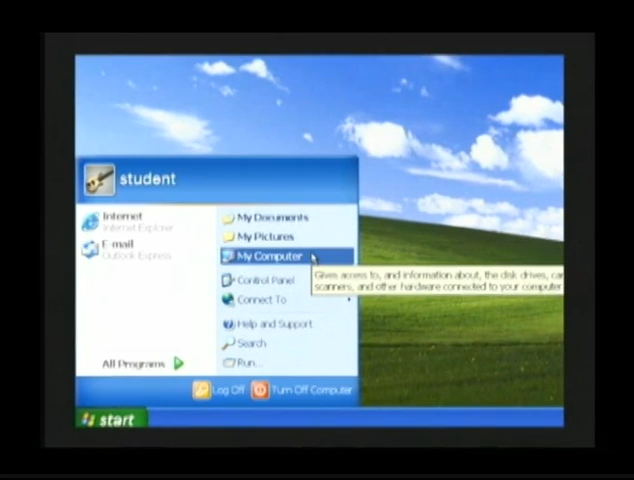 student
Internet
Internet Explorer
E-mail
Outlook Express
All Programs
My Documents
My Pictures
My Computer
Control Panel
Connect To
Help and Support
Search
Run...
Gives access to, and information about, the disk drives, cam
scanners, and other hardware connected to your computer
Log Off
Turn Off Computer
start